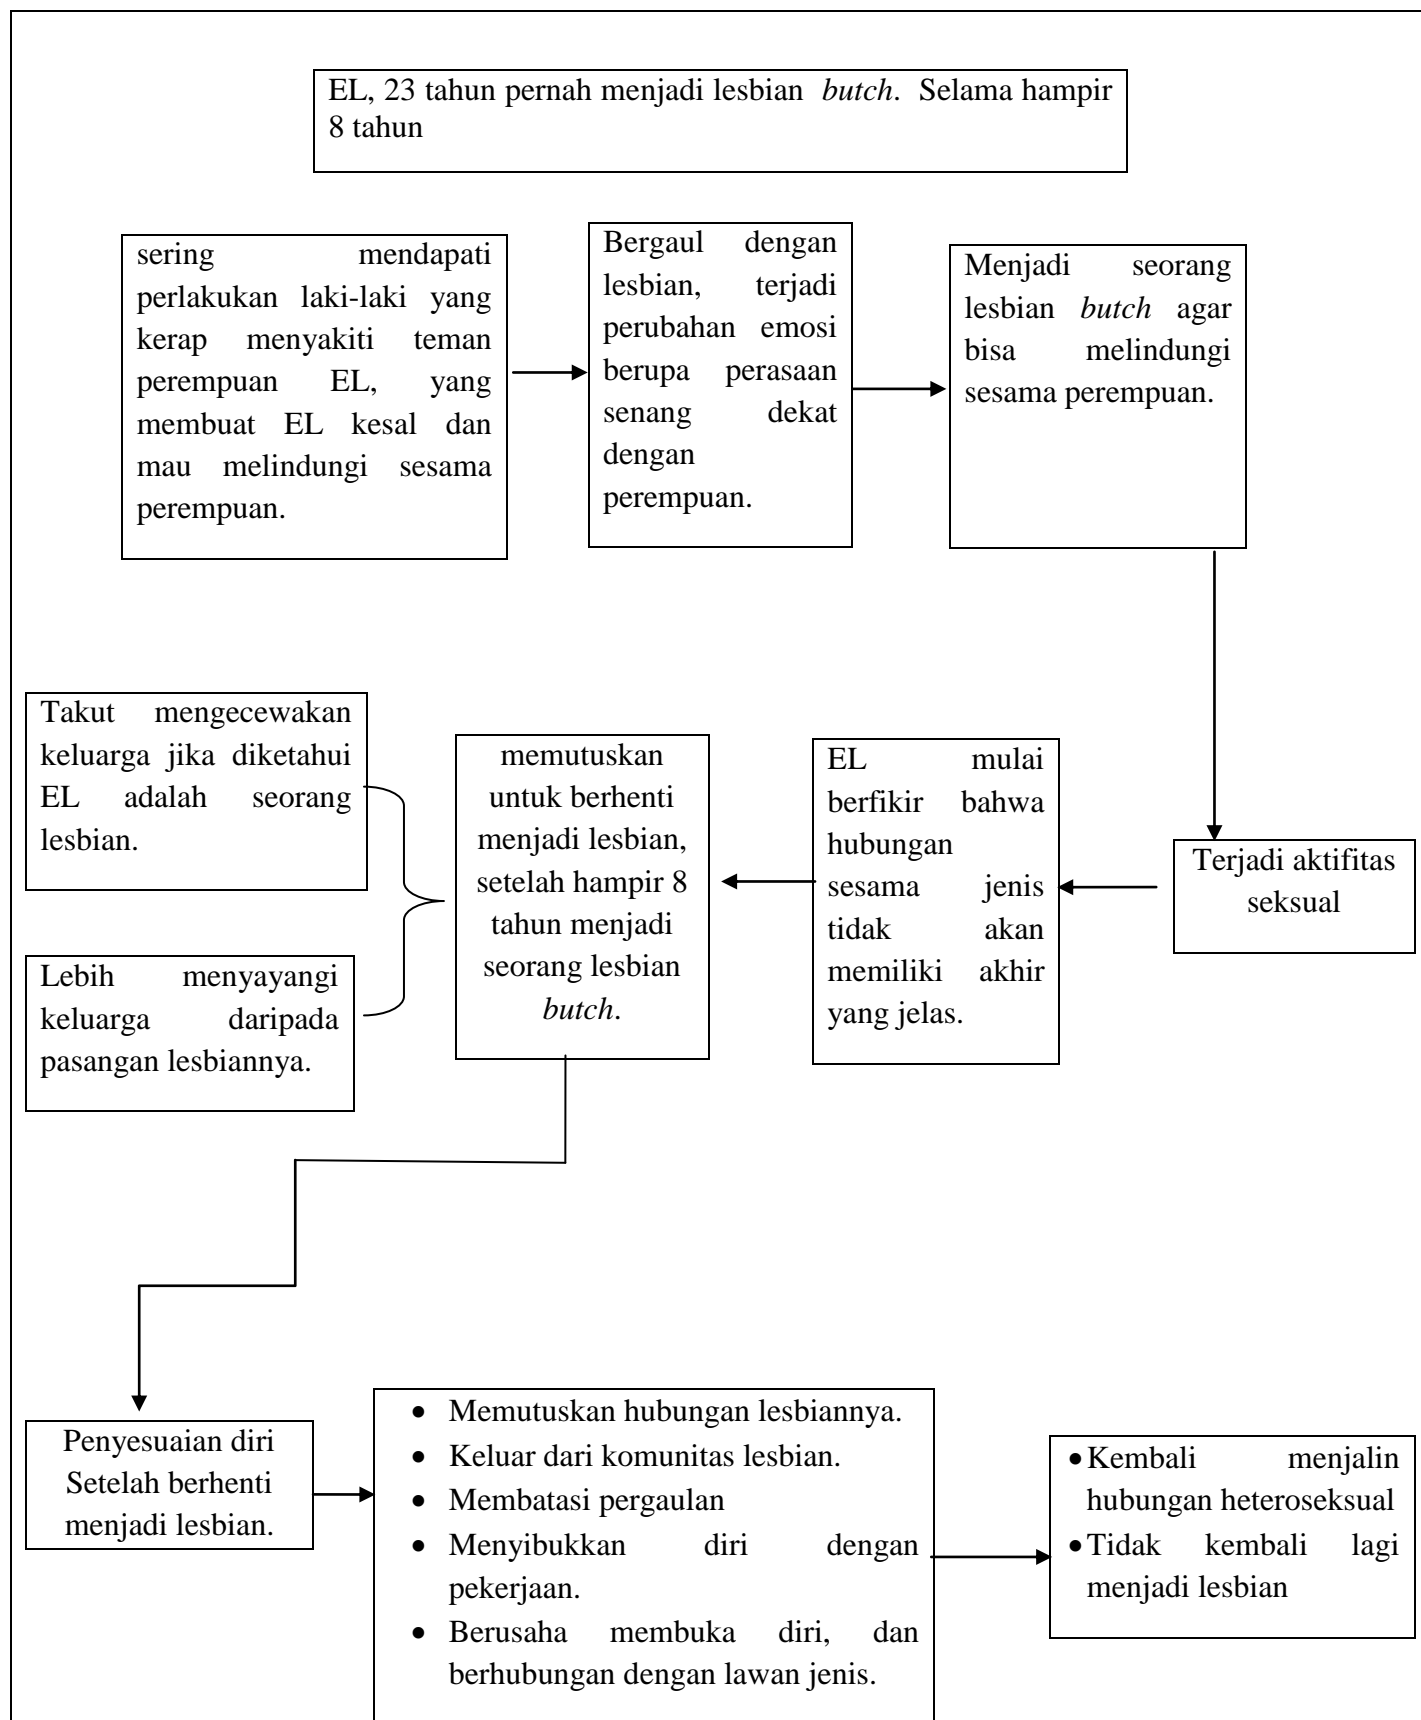 EL, 23 tahun pernah menjadi lesbian butch. Selama hampir
8 tahun
sering mendapati
perlakukan laki-laki yang
kerap menyakiti teman
perempuan EL, yang
membuat EL kesal dan
mau melindungi sesama
perempuan.
Bergaul dengan
lesbian, terjadi
perubahan emosi
berupa perasaan
senang dekat
dengan
perempuan.
Menjadi seorang
lesbian butch agar
bisa melindungi
sesama perempuan.
Terjadi aktifitas
seksual
EL mulai
berfikir bahwa
hubungan
sesama jenis
tidak akan
memiliki akhir
yang jelas.
memutuskan
untuk berhenti
menjadi lesbian,
setelah hampir 8
tahun menjadi
seorang lesbian
butch.
Takut mengecewakan
keluarga jika diketahui
EL adalah seorang
lesbian.
Lebih menyayangi
keluarga daripada
pasangan lesbiannya.
Penyesuaian diri
Setelah berhenti
menjadi lesbian.
• Memutuskan hubungan lesbiannya.
• Keluar dari komunitas lesbian.
• Membatasi pergaulan
• Menyibukkan diri dengan
pekerjaan.
• Berusaha membuka diri, dan
berhubungan dengan lawan jenis.
• Kembali menjalin
hubungan heteroseksual
• Tidak kembali lagi
menjadi lesbian